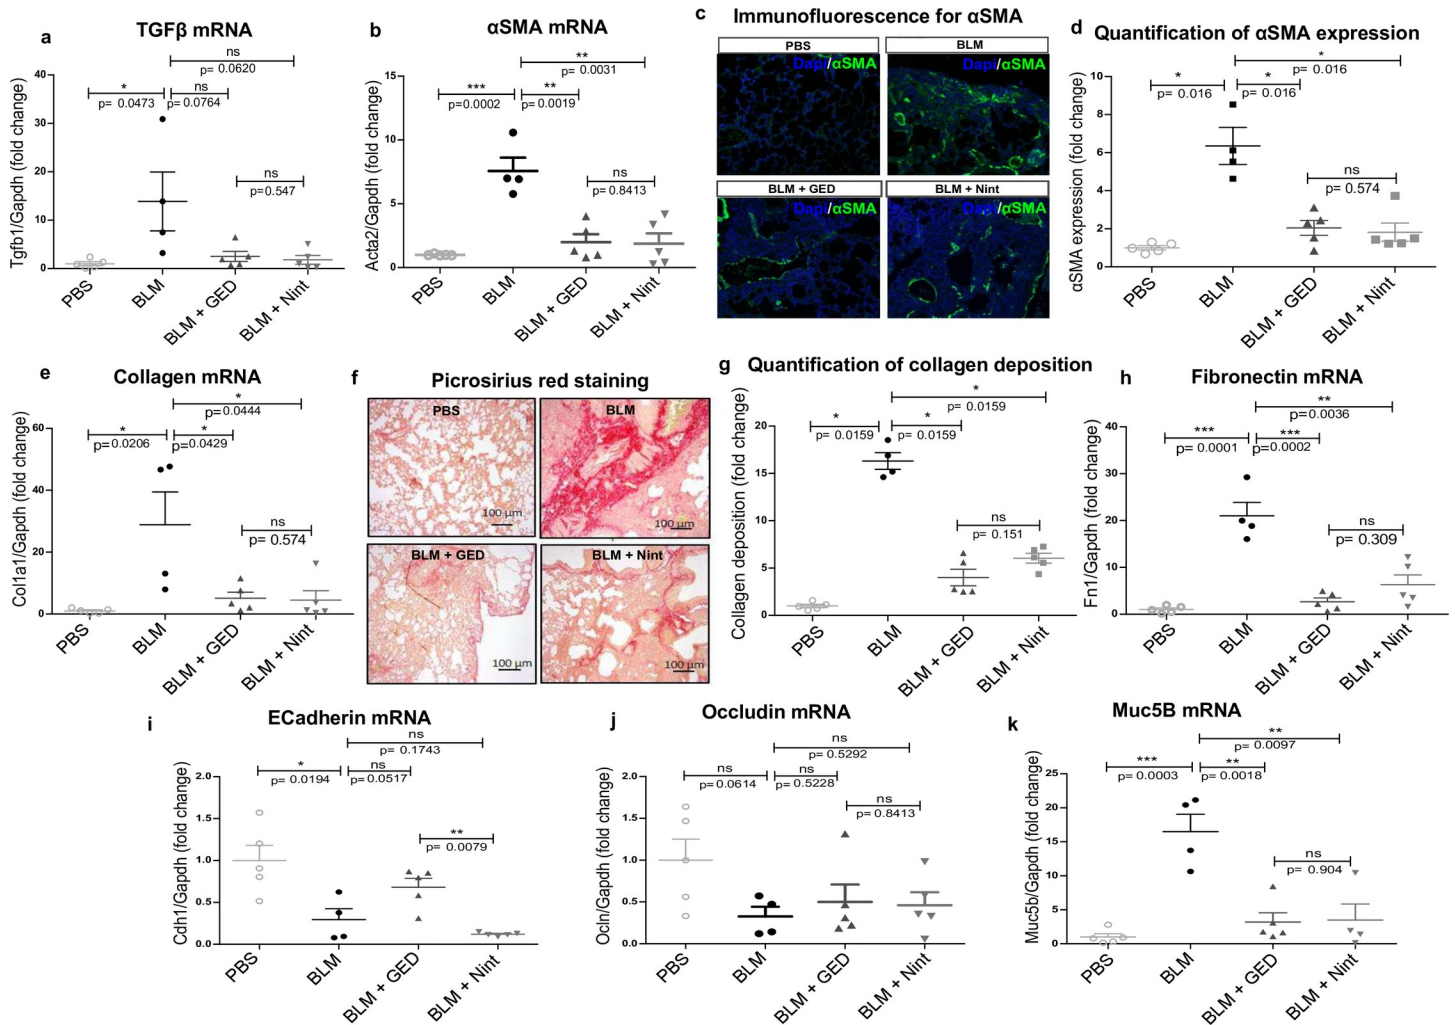 a
TGFβ mRNA
ns
p= 0.0620
*
p= 0.0473
ns
p= 0.0764
ns
p=0.547
Tgfb1/Gapdh (fold change)
40
30
20
10
0
PBS
BLM
BLM + GED
BLM + Nint
b
αSMA mRNA
**
p= 0.0031
***
p=0.0002
**
p= 0.0019
ns
p= 0.8413
Acta2/Gapdh (fold change)
15
10
5
0
PBS
BLM
BLM + GED
BLM + Nint
c
Immunofluorescence for αSMA
PBS
BLM
Dapi/αSMA
Dapi/αSMA
BLM + GED
BLM + Nint
Dapi/αSMA
Dapi/αSMA
d
Quantification of αSMA expression
*
p= 0.016
*
p= 0.016
*
p= 0.016
ns
p= 0.574
αSMA expression (fold change)
10
8
6
4
2
0
PBS
BLM
BLM + GED
BLM + Nint
e
Collagen mRNA
*
p=0.0444
*
p=0.0206
*
p=0.0429
ns
p= 0.574
Col1a1/Gapdh (fold change)
60
40
20
0
PBS
BLM
BLM + GED
BLM + Nint
f
Picrosirius red staining
PBS
BLM
100 µm
100 µm
BLM + GED
BLM + Nint
100 µm
100 µm
g
Quantification of collagen deposition
*
p= 0.0159
*
p= 0.0159
*
p= 0.0159
ns
p= 0.151
Collagen deposition (fold change)
20
15
10
5
0
PBS
BLM
BLM + GED
BLM + Nint
h
Fibronectin mRNA
**
p=0.0036
***
p= 0.0001
***
p=0.0002
ns
p= 0.309
Fn1/Gapdh (fold change)
40
30
20
10
0
PBS
BLM
BLM + GED
BLM + Nint
i
ECadherin mRNA
ns
p= 0.1743
*
p= 0.0194
ns
p= 0.0517
**
p= 0.0079
Cdh1/Gapdh (fold change)
2.0
1.5
1.0
0.5
0.0
PBS
BLM
BLM + GED
BLM + Nint
j
Occludin mRNA
ns
p= 0.5292
ns
p= 0.0614
ns
p= 0.5228
ns
p= 0.8413
Ocln/Gapdh (fold change)
2.0
1.5
1.0
0.5
0.0
PBS
BLM
BLM + GED
BLM + Nint
k
Muc5B mRNA
**
p= 0.0097
***
p= 0.0003
**
p= 0.0018
ns
p= 0.904
Muc5b/Gapdh (fold change)
25
20
15
10
5
0
PBS
BLM
BLM + GED
BLM + Nint